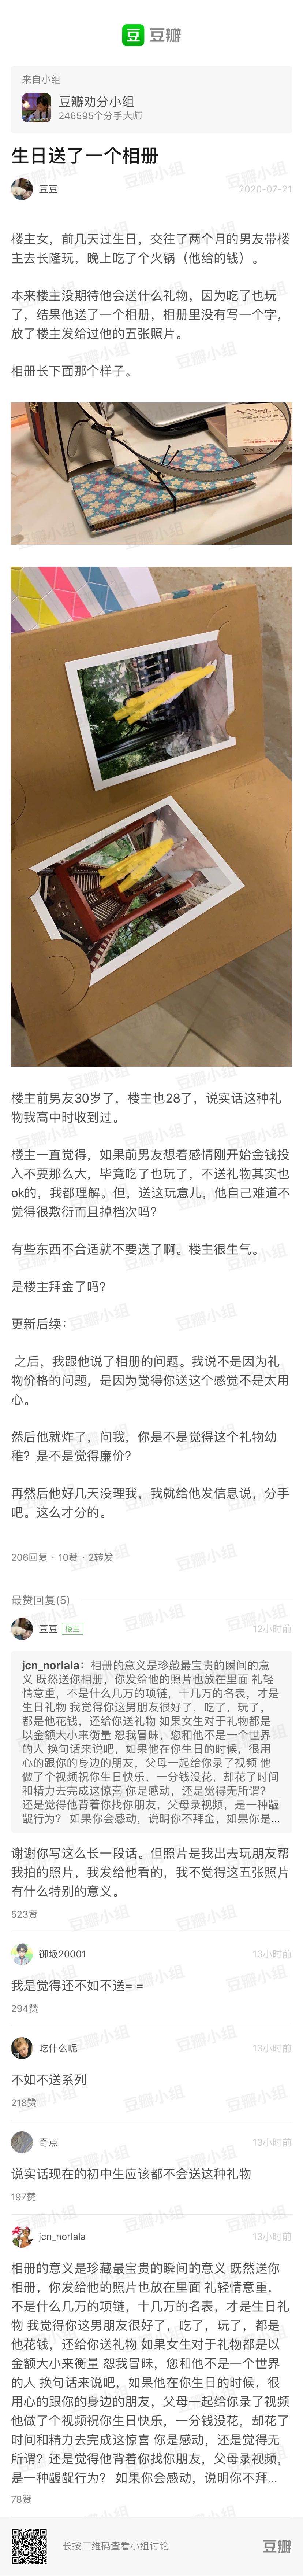 豆瓣
来自小组
豆瓣劝分小组
246595个分手大师
生日送了一个相册
豆豆
2020-07-21
楼主女，前几天过生日，交往了两个月的男友带楼
主去长隆玩，晚上吃了个火锅（他给的钱）。
本来楼主没期待他会送什么礼物，因为吃了也玩
了，结果他送了一个相册，相册里没有写一个字，
放了楼主发给过他的五张照片。
相册长下面那个样子。
楼主前男友30岁了，楼主也28了，说实话这种礼
物我高中时收到过。
楼主一直觉得，如果前男友想着感情刚开始金钱投
入不要那么大，毕竟吃了也玩了，不送礼物其实也
ok的，我都理解。但，送这玩意儿，他自己难道不
觉得很敷衍而且掉档次吗？
有些东西不合适就不要送了啊。楼主很生气。
是楼主拜金了吗？
更新后续：
之后，我跟他说了相册的问题。我说不是因为礼
物价格的问题，是因为觉得你送这个感觉不是太用
心。
然后他就炸了，问我，你是不是觉得这个礼物幼
稚？是不是觉得廉价？
再然后他好几天没理我，我就给他发信息说，分手
吧。这么才分的。
206回复 · 10赞 · 2转发
最赞回复(5)
豆豆 楼主
12小时前
jcn_norlala：相册的意义是珍藏最宝贵的瞬间的意
义 既然送你相册，你发给他的照片也放在里面 礼轻
情意重，不是什么几万的项链，十几万的名表，才是
生日礼物 我觉得你这男朋友很好了，吃了，玩了，
都是他花钱，还给你送礼物 如果女生对于礼物都是
以金额大小来衡量 恕我冒昧，您和他不是一个世界
的人 换句话来说吧，如果他在你生日的时候，很用
心的跟你的身边的朋友，父母一起给你录了视频 他
做了个视频祝你生日快乐，一分钱没花，却花了时间
和精力去完成这惊喜 你是感动，还是觉得无所谓？
还是觉得他背着你找你朋友，父母录视频，是一种龌
龊行为？ 如果你会感动，说明你不拜金，如果你是...
谢谢你写这么长一段话。但照片是我出去玩朋友帮
我拍的照片，我发给他看的，我不觉得这五张照片
有什么特别的意义。
523赞
御坂20001
13小时前
我是觉得还不如不送= =
294赞
吃什么呢
13小时前
不如不送系列
218赞
奇点
13小时前
说实话现在的初中生应该都不会送这种礼物
197赞
jcn_norlala
13小时前
相册的意义是珍藏最宝贵的瞬间的意义 既然送你
相册，你发给他的照片也放在里面 礼轻情意重，
不是什么几万的项链，十几万的名表，才是生日礼
物 我觉得你这男朋友很好了，吃了，玩了，都是
他花钱，还给你送礼物 如果女生对于礼物都是以
金额大小来衡量 恕我冒昧，您和他不是一个世界
的人 换句话来说吧，如果他在你生日的时候，很
用心的跟你的身边的朋友，父母一起给你录了视频
他做了个视频祝你生日快乐，一分钱没花，却花了
时间和精力去完成这惊喜 你是感动，还是觉得无
所谓？还是觉得他背着你找你朋友，父母录视频，
是一种龌龊行为？ 如果你会感动，说明你不拜...
78赞
长按二维码查看小组讨论
豆瓣